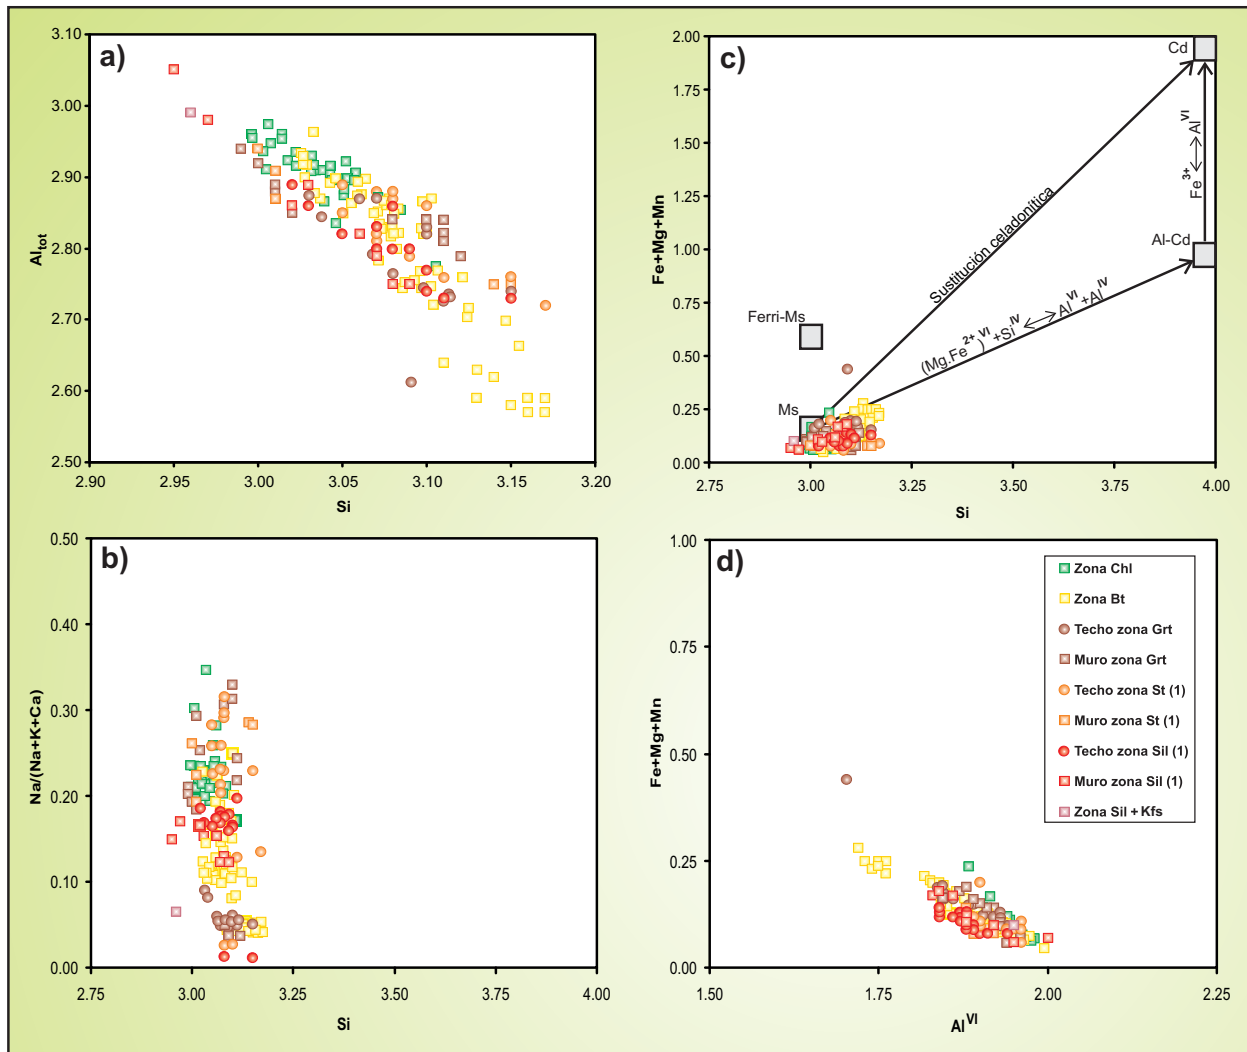 a)
3.10
3.00
2.90
2.80
2.70
2.60
2.50
Al tot
2.90 2.95 3.00 3.05 3.10 3.15 3.20
Si
c)
2.00
1.75
1.50
1.25
1.00
0.75
0.50
0.25
0.00
Fe+Mg+Mn
Cd
Fe3+ ⟷ AlVI
Al-Cd
Sustitución celadonítica
(Mg.Fe2+)VI+SiIV ⟷ AlVI+AlIV
Ferri-Ms
Ms
2.75 3.00 3.25 3.50 3.75 4.00
Si
b)
0.50
0.40
0.30
0.20
0.10
0.00
Na/(Na+K+Ca)
2.75 3.00 3.25 3.50 3.75 4.00
Si
d)
1.00
0.75
0.50
0.25
0.00
Fe+Mg+Mn
Zona Chl
Zona Bt
Techo zona Grt
Muro zona Grt
Techo zona St (1)
Muro zona St (1)
Techo zona Sil (1)
Muro zona Sil (1)
Zona Sil + Kfs
1.50 1.75 2.00 2.25
AlVI